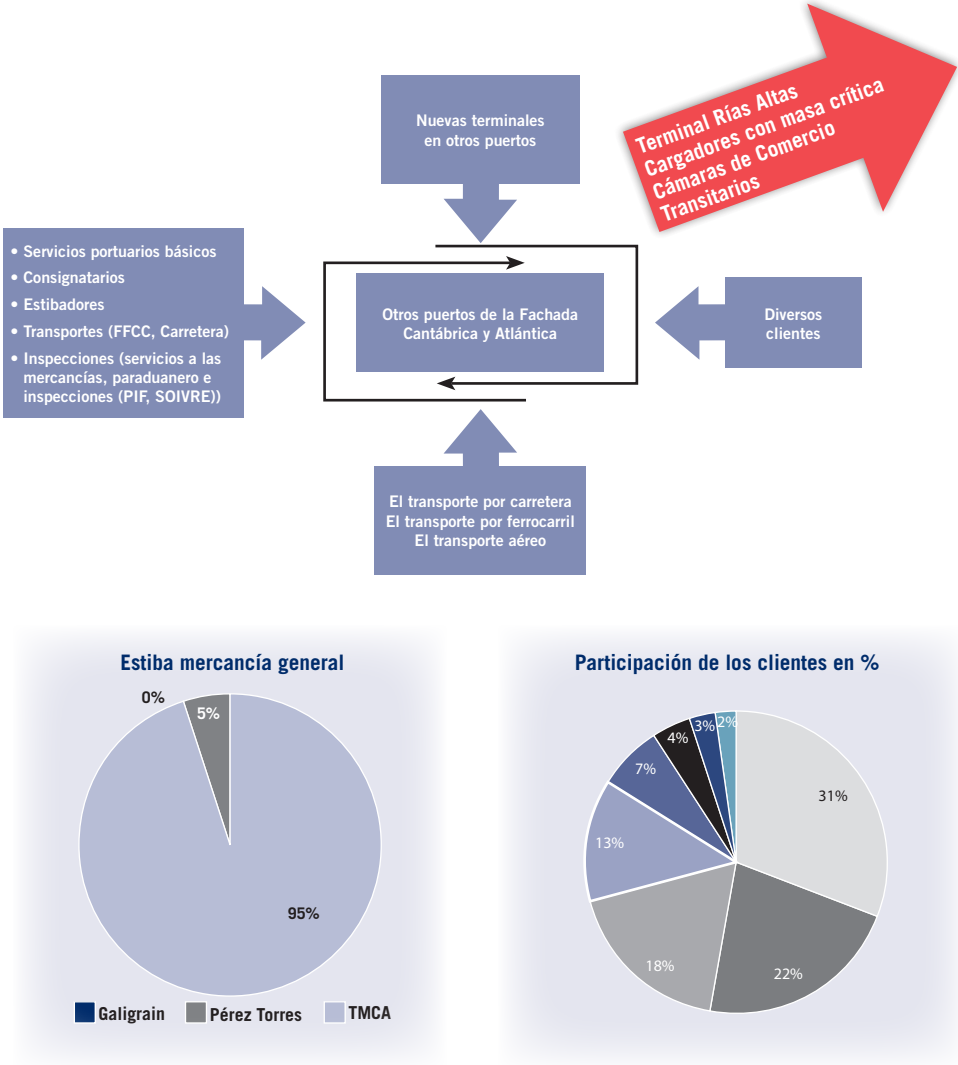 Terminal Rías Altas
Cargadores con masa crítica
Cámaras de Comercio
Transitarios
Nuevas terminales
en otros puertos
• Servicios portuarios básicos
• Consignatarios
• Estibadores
• Transportes (FFCC, Carretera)
• Inspecciones (servicios a las
mercancías, paraduanero e
inspecciones (PIF, SOIVRE))
Otros puertos de la Fachada
Cantábrica y Atlántica
Diversos
clientes
El transporte por carretera
El transporte por ferrocarril
El transporte aéreo
Estiba mercancía general
0%
5%
95%
Galigrain
Pérez Torres
TMCA
Participación de los clientes en %
2%
3%
4%
7%
31%
13%
18%
22%